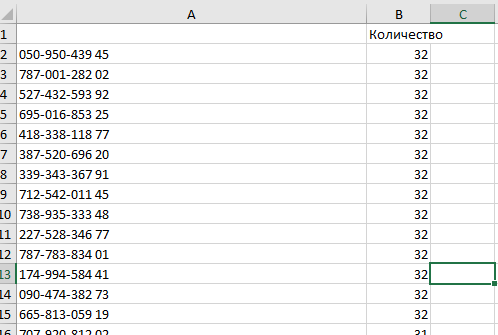 A B C
1 Количество
2 050-950-439 45 32
3 787-001-282 02 32
4 527-432-593 92 32
5 695-016-853 25 32
6 418-338-118 77 32
7 387-520-696 20 32
8 339-343-367 91 32
9 712-542-011 45 32
10 738-935-333 48 32
11 227-528-346 77 32
12 787-783-834 01 32
13 174-994-584 41 32
14 090-474-382 73 32
15 665-813-059 19 32
16 707-920-812 02 31